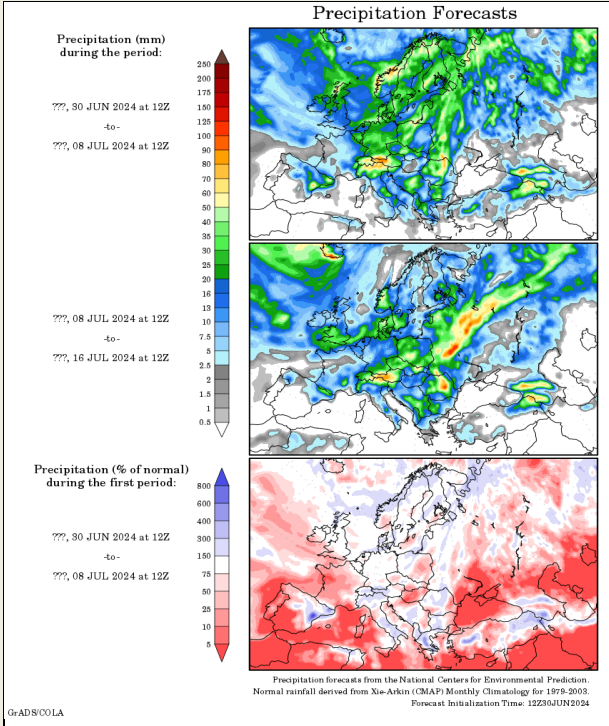 Precipitation Forecasts
Precipitation (mm)
during the period:
???, 30 JUN 2024 at 12Z
-to-
???, 08 JUL 2024 at 12Z
250
200
175
150
125
100
90
80
70
60
50
40
35
30
25
20
16
13
10
7.5
5
2.5
2
1.5
1
0.5
???, 08 JUL 2024 at 12Z
-to-
???, 16 JUL 2024 at 12Z
Precipitation (% of normal)
during the first period:
???, 30 JUN 2024 at 12Z
-to-
???, 08 JUL 2024 at 12Z
800
600
400
300
150
75
50
25
10
5
Precipitation forecasts from the National Centers for Environmental Prediction.
Normal rainfall derived from Xie-Arkin (CMAP) Monthly Climatology for 1979-2003.
Forecast Initialization Time: 12Z30JUN2024
GrADS/COLA